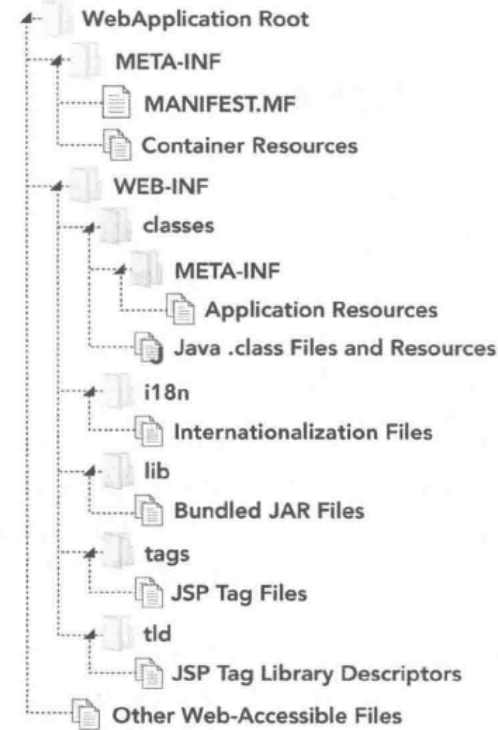 WebApplication Root
META-INF
MANIFEST.MF
Container Resources
WEB-INF
classes
META-INF
Application Resources
Java .class Files and Resources
i18n
Internationalization Files
lib
Bundled JAR Files
tags
JSP Tag Files
tld
JSP Tag Library Descriptors
Other Web-Accessible Files